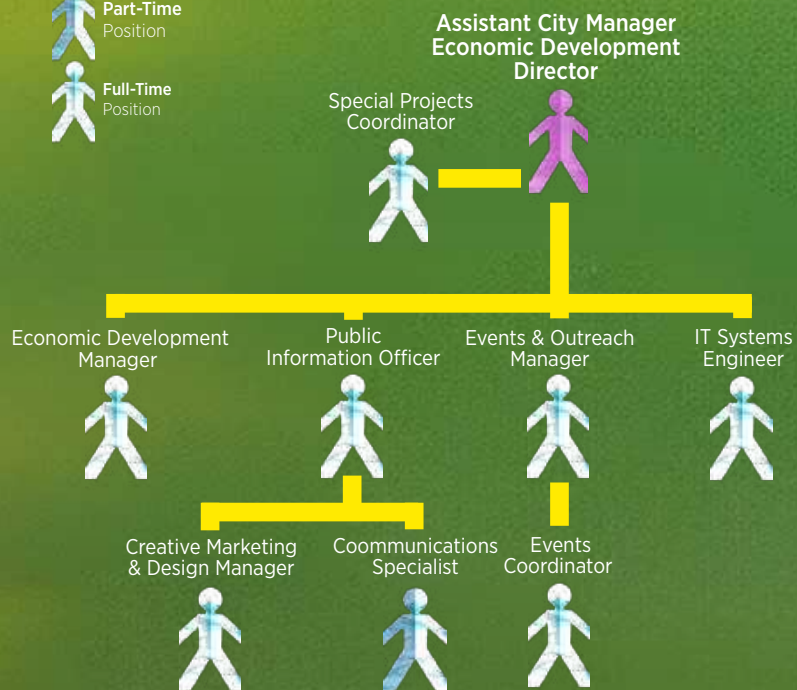 Part-Time
Position
Full-Time
Position
Assistant City Manager
Economic Development
Director
Special Projects
Coordinator
Economic Development
Manager
Public
Information Officer
Events & Outreach
Manager
IT Systems
Engineer
Creative Marketing
& Design Manager
Coommunications
Specialist
Events
Coordinator